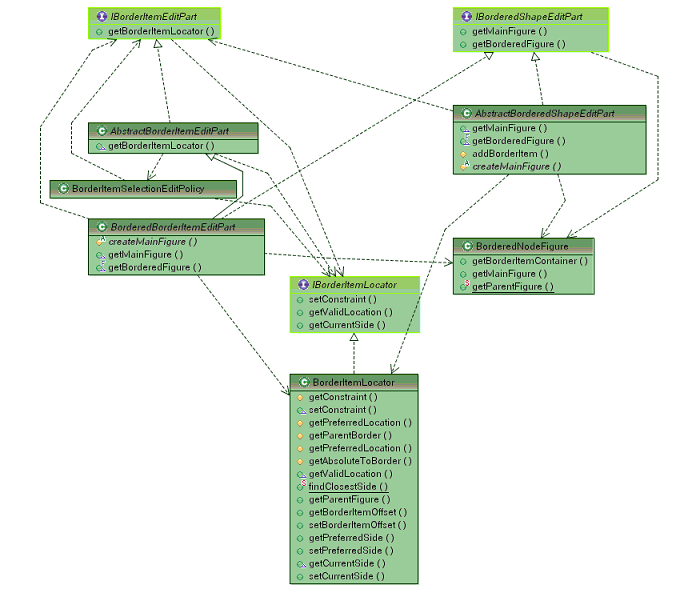 IBorderItemEditPart
getBorderItemLocator ( )
IBorderedShapeEditPart
getMainFigure ( )
getBorderedFigure ( )
AbstractBorderItemEditPart
getBorderItemLocator ( )
AbstractBorderedShapeEditPart
getMainFigure ( )
getBorderedFigure ( )
addBorderItem ( )
createMainFigure ( )
BorderItemSelectionEditPolicy
BorderedBorderItemEditPart
createMainFigure ( )
getMainFigure ( )
getBorderedFigure ( )
BorderedNodeFigure
getBorderItemContainer ( )
getMainFigure ( )
getParentFigure ( )
IBorderItemLocator
setConstraint ( )
getValidLocation ( )
getCurrentSide ( )
BorderItemLocator
getConstraint ( )
setConstraint ( )
getPreferredLocation ( )
getParentBorder ( )
getPreferredLocation ( )
getAbsoluteToBorder ( )
getValidLocation ( )
findClosestSide ( )
getParentFigure ( )
getBorderItemOffset ( )
setBorderItemOffset ( )
getPreferredSide ( )
setPreferredSide ( )
getCurrentSide ( )
setCurrentSide ( )